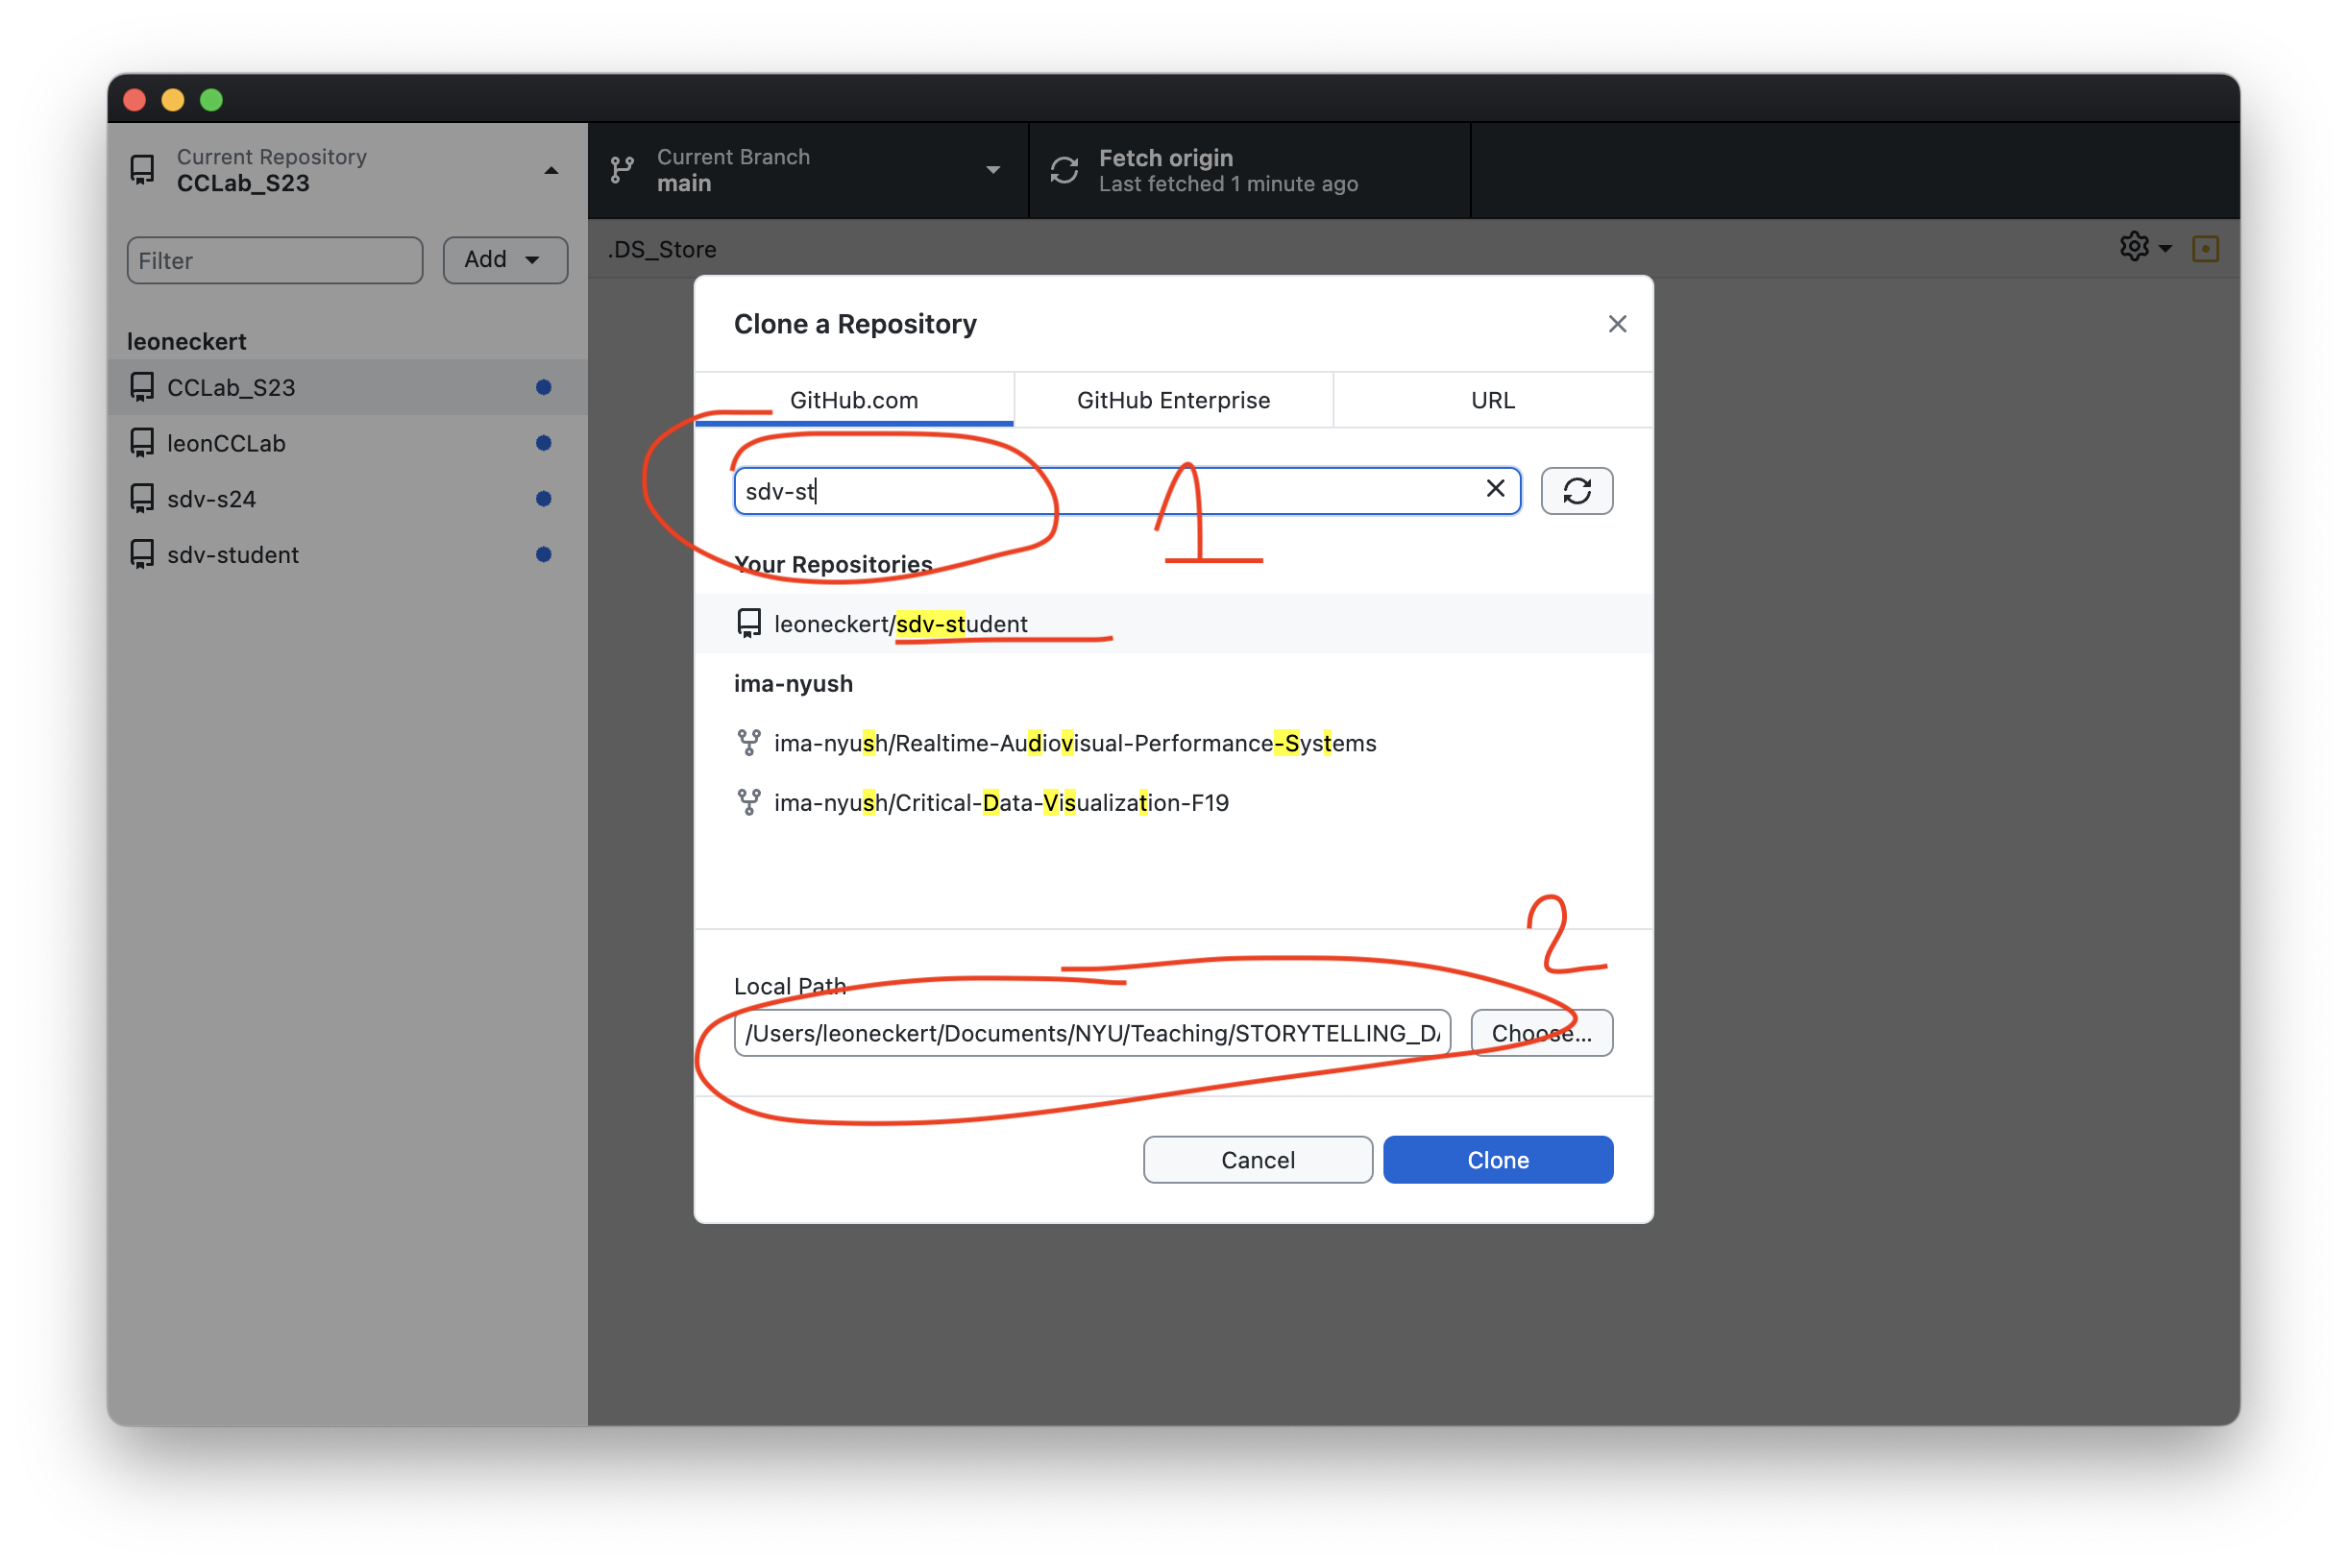 Current Repository
CCLab_S23
Current Branch
main
Fetch origin
Last fetched 1 minute ago
Filter
Add
.DS_Store
leoneckert
CCLab_S23
leonCCLab
sdv-s24
sdv-student
Clone a Repository
GitHub.com
GitHub Enterprise
URL
sdv-st
1
Your Repositories
leoneckert/sdv-student
ima-nyush
ima-nyush/Realtime-Audiovisual-Performance-Systems
ima-nyush/Critical-Data-Visualization-F19
2
Local Path
/Users/leoneckert/Documents/NYU/Teaching/STORYTELLING_DA
Choose...
Cancel
Clone